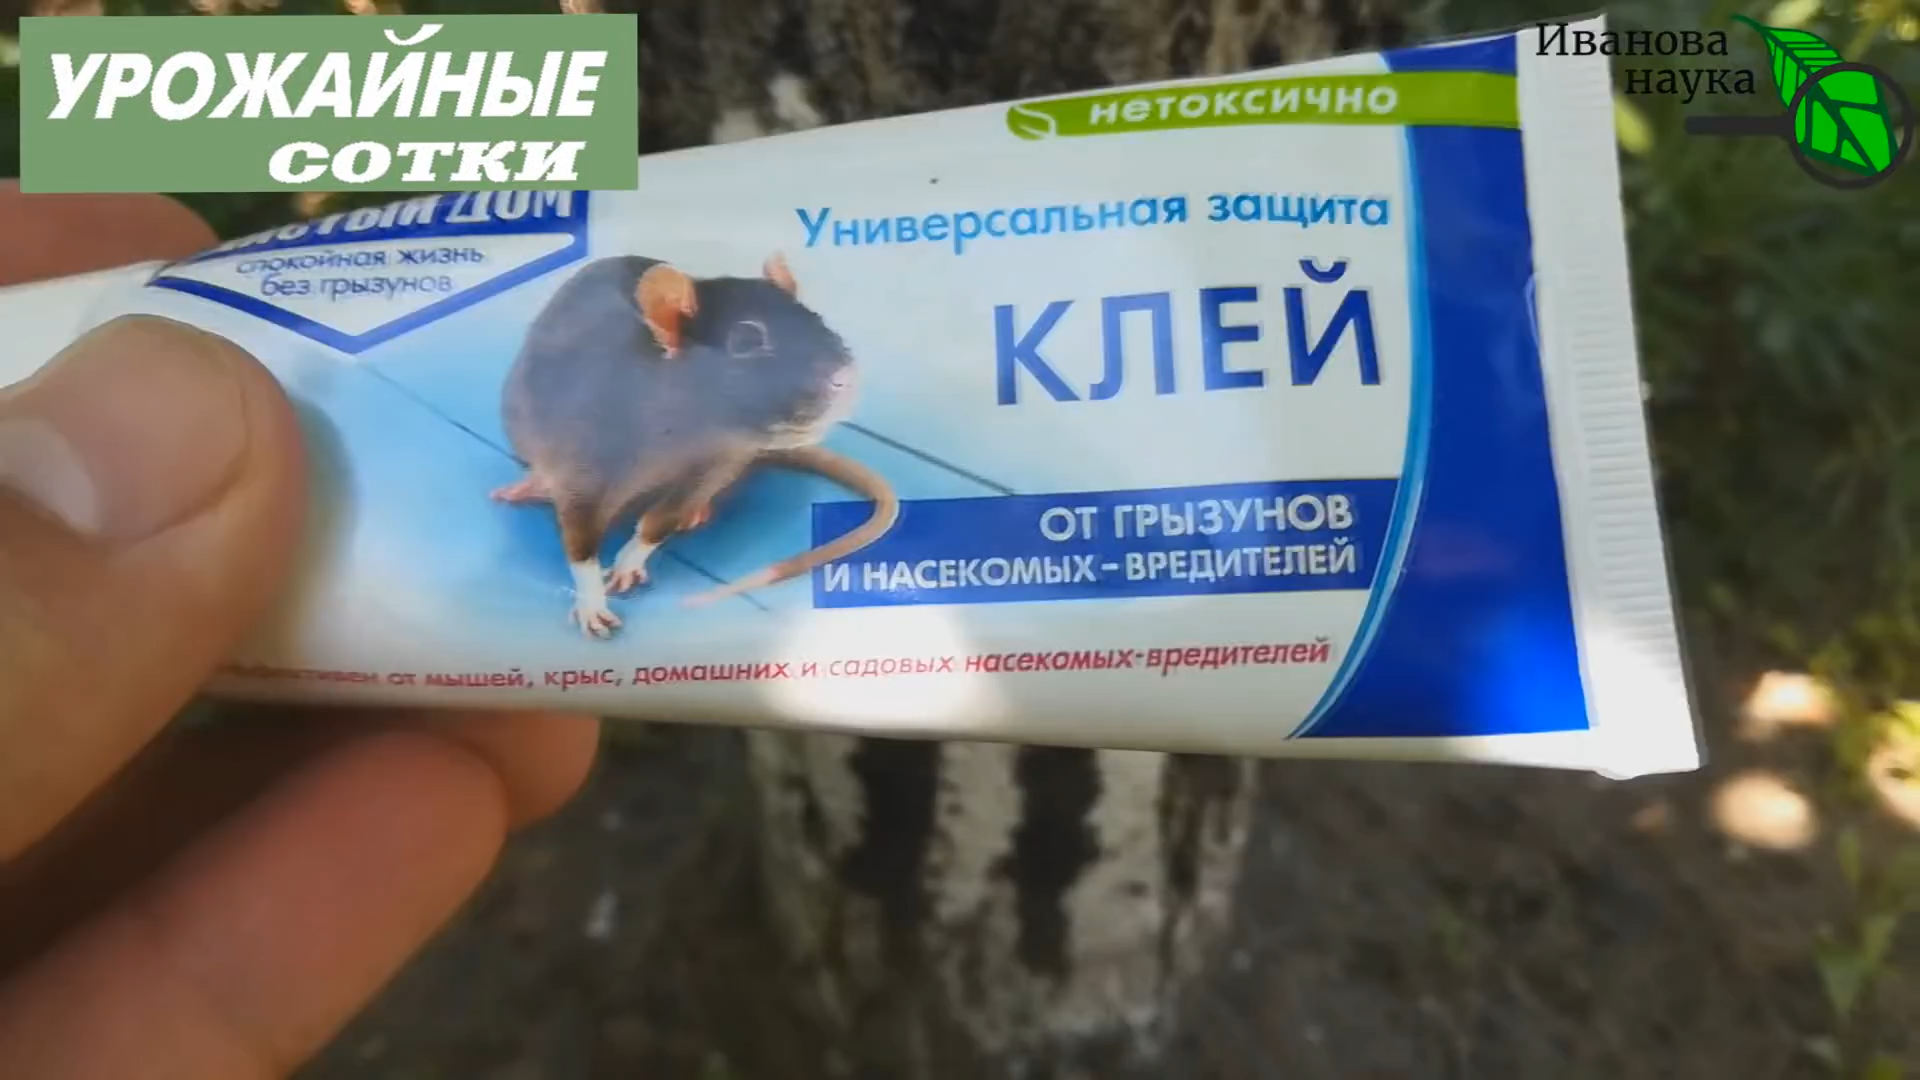 УРОЖАЙНЫЕ
сотки
Иванова
наука
нетоксично
ДОМ
спокойная жизнь
без грызунов
Универсальная защита
КЛЕЙ
ОТ ГРЫЗУНОВ
И НАСЕКОМЫХ-ВРЕДИТЕЛЕЙ
от мышей, крыс, домашних и садовых насекомых-вредителей